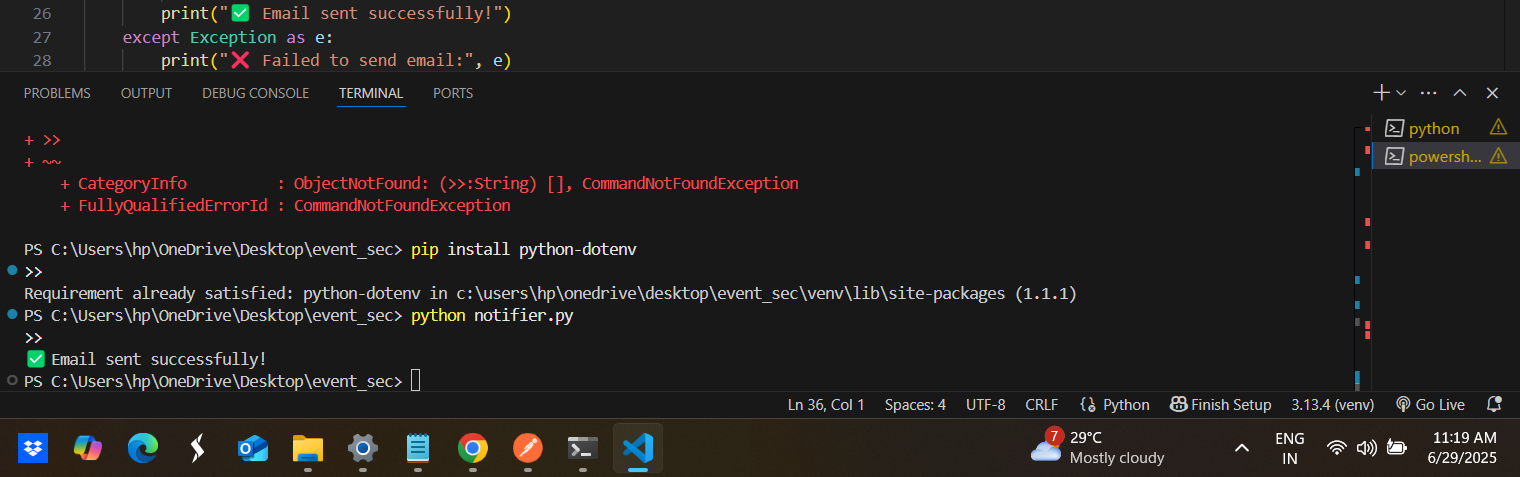 26 print("✅ Email sent successfully!")
27 except Exception as e:
28 print("❌ Failed to send email:", e)
PROBLEMS OUTPUT DEBUG CONSOLE TERMINAL PORTS
+ >>
+ ~~
+ CategoryInfo : ObjectNotFound: (>>:String) [], CommandNotFoundException
+ FullyQualifiedErrorId : CommandNotFoundException
PS C:\Users\hp\OneDrive\Desktop\event_sec> pip install python-dotenv
>>
Requirement already satisfied: python-dotenv in c:\users\hp\onedrive\desktop\event_sec\venv\lib\site-packages (1.1.1)
PS C:\Users\hp\OneDrive\Desktop\event_sec> python notifier.py
>>
✅ Email sent successfully!
PS C:\Users\hp\OneDrive\Desktop\event_sec>
python
powersh...
Ln 36, Col 1 Spaces: 4 UTF-8 CRLF Python Finish Setup 3.13.4 (venv) Go Live
7 29°C
Mostly cloudy
ENG
IN
11:19 AM
6/29/2025